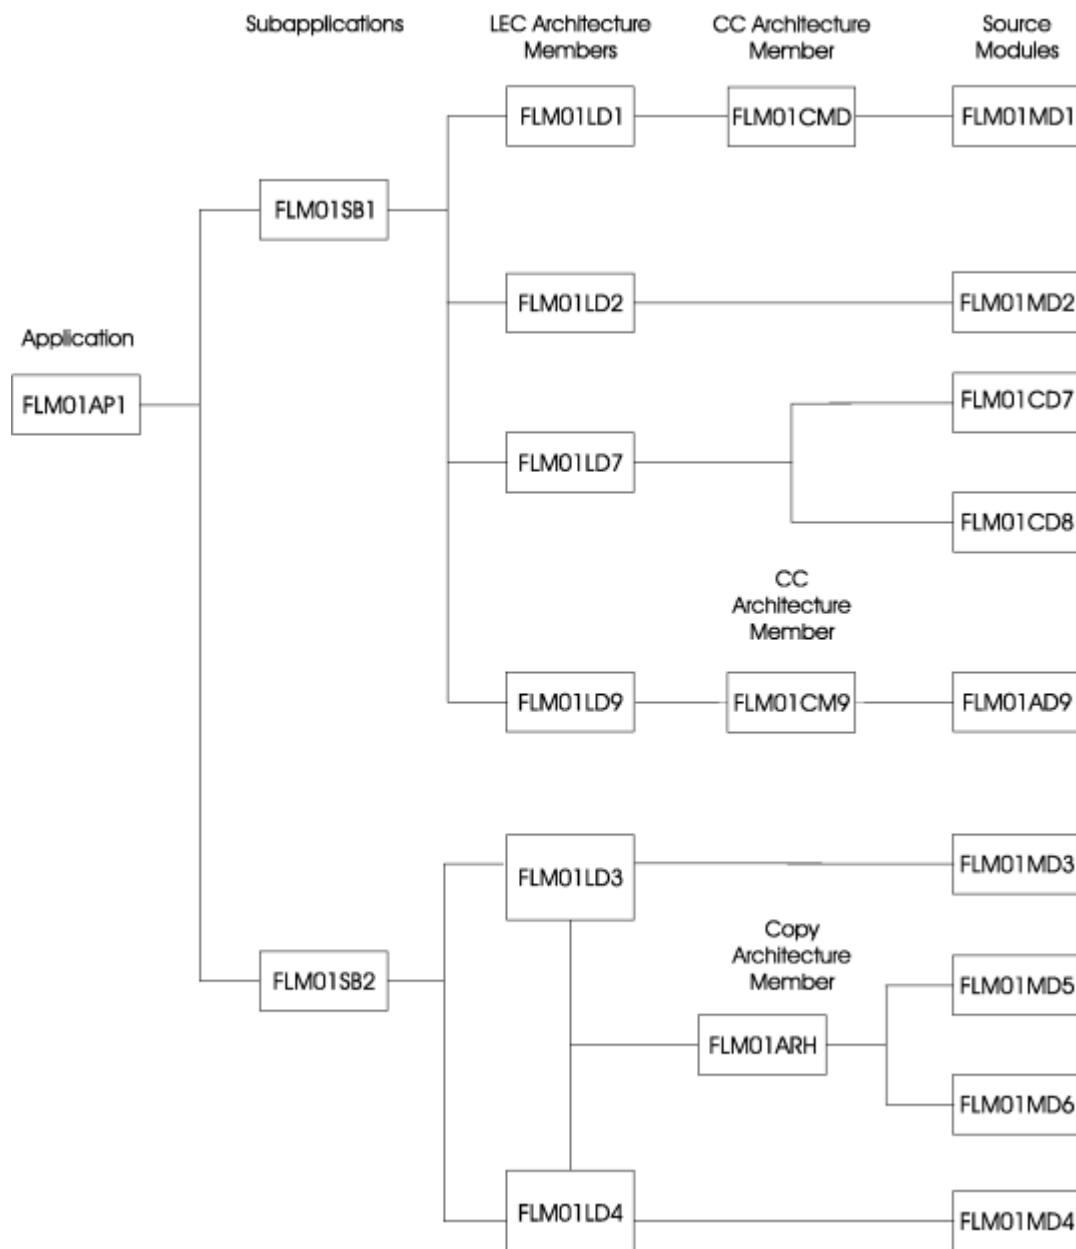 Subapplications
LEC Architecture
Members
CC Architecture
Member
Source
Modules
FLM01LD1
FLM01CMD
FLM01MD1
FLM01SB1
FLM01LD2
FLM01MD2
Application
FLM01AP1
FLM01CD7
FLM01LD7
FLM01CD8
CC
Architecture
Member
FLM01LD9
FLM01CM9
FLM01AD9
FLM01LD3
FLM01MD3
Copy
Architecture
Member
FLM01SB2
FLM01MD5
FLM01ARH
FLM01MD6
FLM01LD4
FLM01MD4